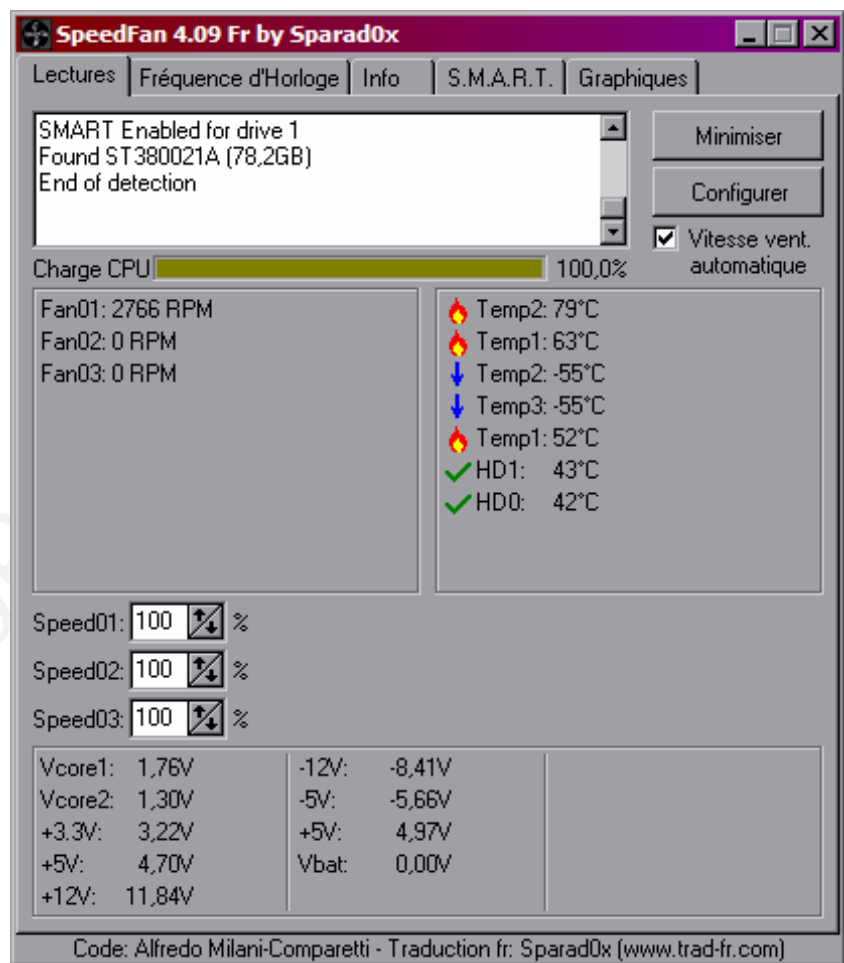 SpeedFan 4.09 Fr by Sparad0x
Lectures Fréquence d'Horloge Info S.M.A.R.T. Graphiques
SMART Enabled for drive 1
Found ST380021A (78,2GB)
End of detection
Minimiser
Configurer
Vitesse vent.
automatique
Charge CPU 100,0%
Fan01: 2766 RPM
Fan02: 0 RPM
Fan03: 0 RPM
Temp2: 79°C
Temp1: 63°C
Temp2: -55°C
Temp3: -55°C
Temp1: 52°C
HD1: 43°C
HD0: 42°C
Speed01: 100 %
Speed02: 100 %
Speed03: 100 %
Vcore1: 1,76V
Vcore2: 1,30V
+3.3V: 3,22V
+5V: 4,70V
+12V: 11,84V
-12V: -8,41V
-5V: -5,66V
+5V: 4,97V
Vbat: 0,00V
Code: Alfredo Milani-Comparetti - Traduction fr: Sparad0x (www.trad-fr.com)